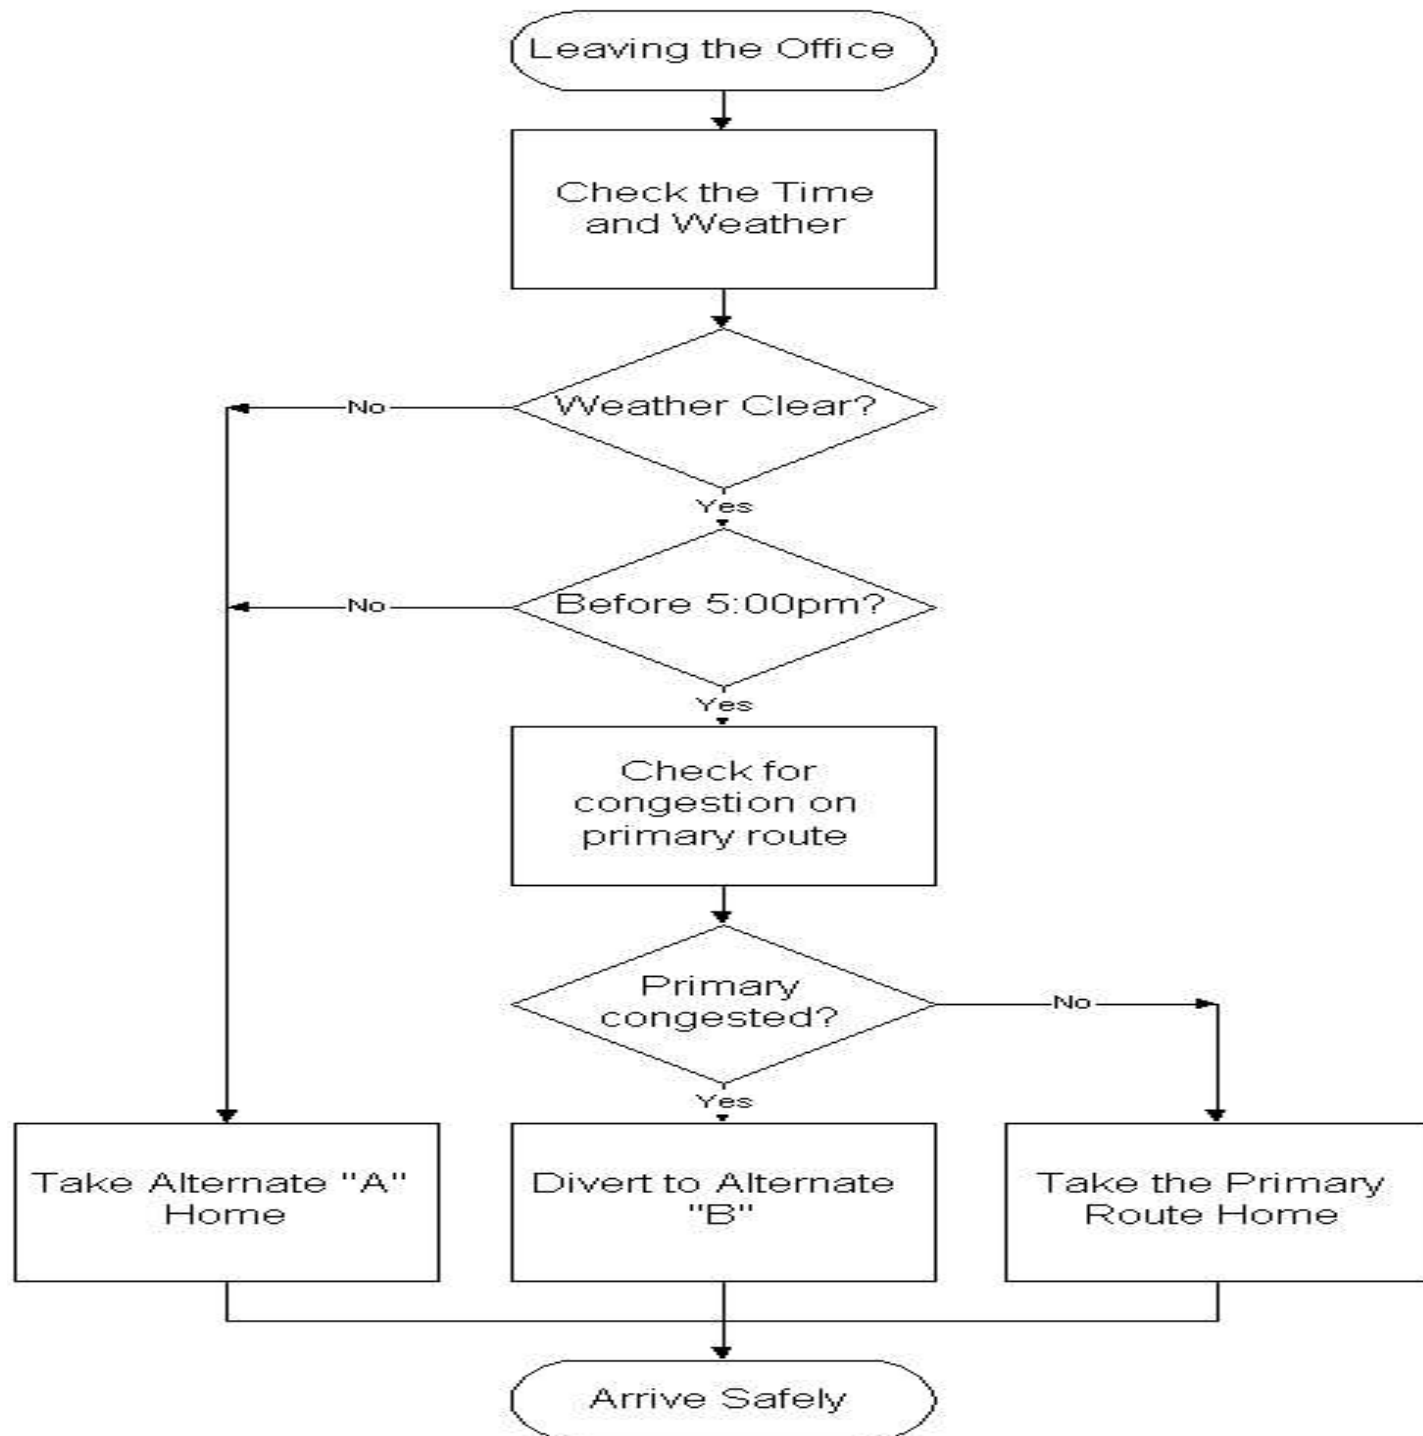 Leaving the Office
Check the Time
and Weather
Weather Clear?
No
Yes
Before 5:00pm?
No
Yes
Check for
congestion on
primary route
Primary
congested?
No
Yes
Take Alternate "A"
Home
Divert to Alternate
"B"
Take the Primary
Route Home
Arrive Safely